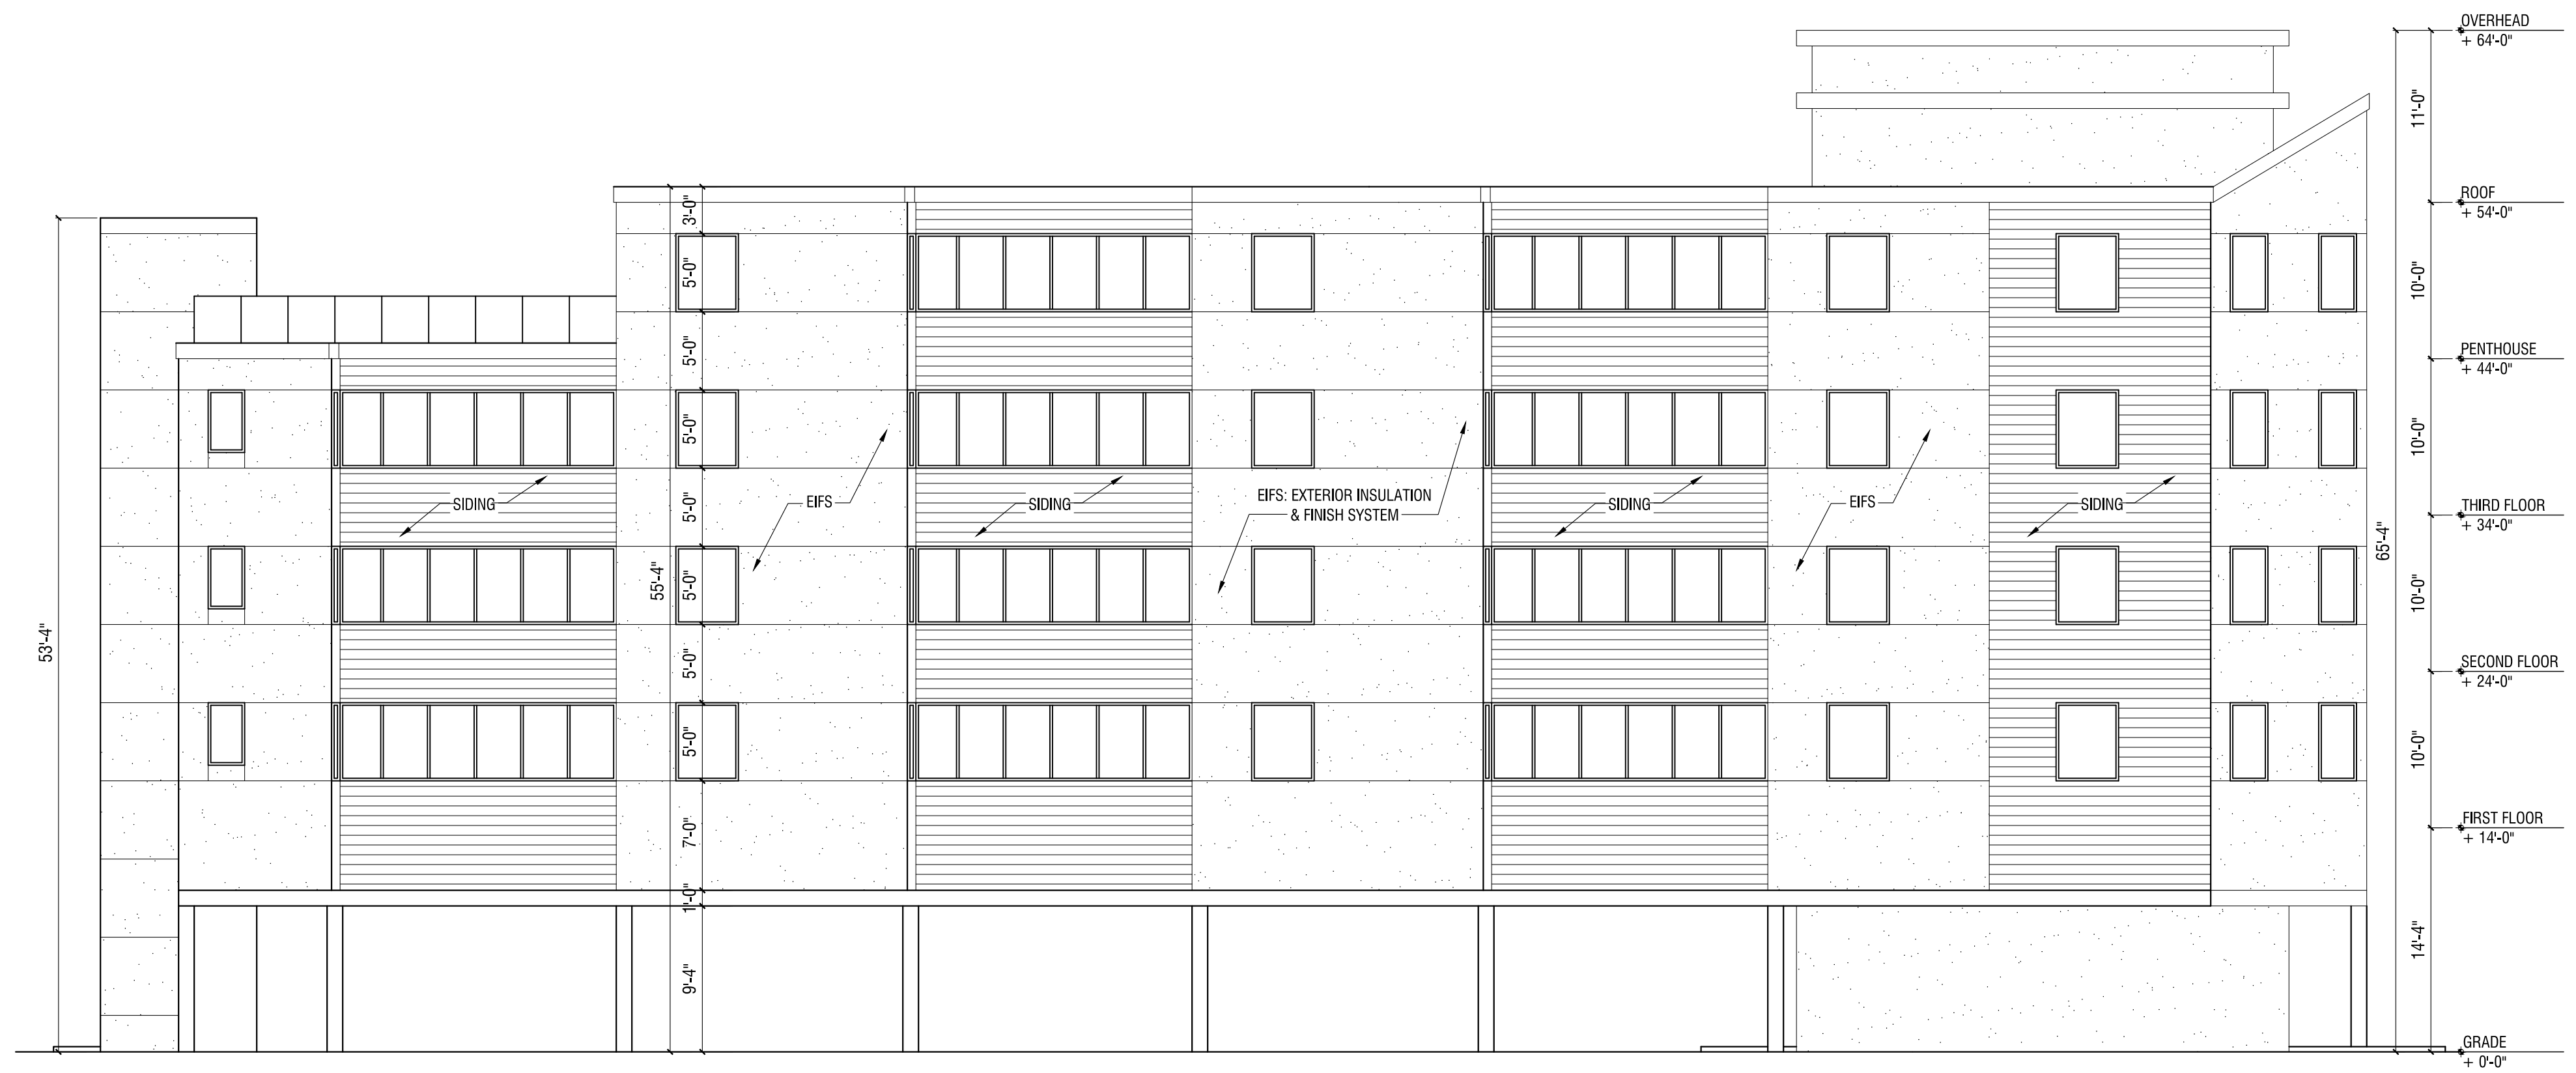 OVERHEAD
+ 64'-0"
11'-0"
ROOF
+ 54'-0"
3'-0"
5'-0"
10'-0"
5'-0"
PENTHOUSE
+ 44'-0"
5'-0"
10'-0"
SIDING
EIFS
SIDING
EIFS: EXTERIOR INSULATION
& FINISH SYSTEM
SIDING
EIFS
SIDING
THIRD FLOOR
+ 34'-0"
5'-0"
65'-4"
55'-4"
5'-0"
10'-0"
53'-4"
5'-0"
SECOND FLOOR
+ 24'-0"
5'-0"
10'-0"
7'-0"
FIRST FLOOR
+ 14'-0"
1'-0"
14'-4"
9'-4"
GRADE
+ 0'-0"